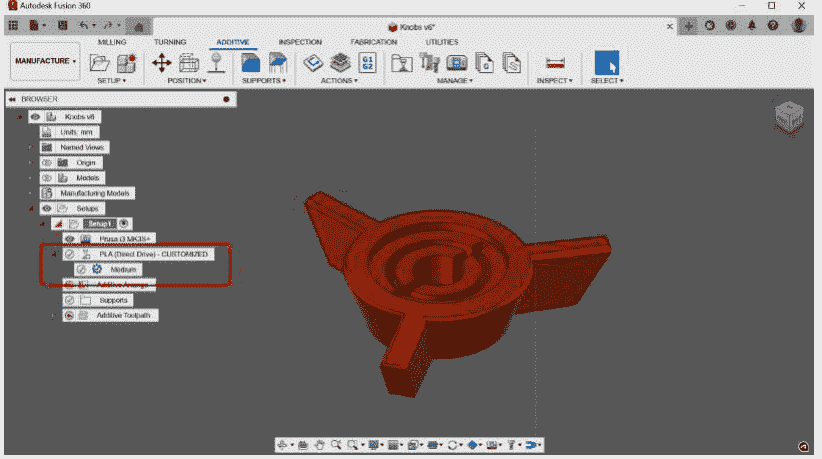 Autodesk Fusion 360
Knobs v6*
MILLING TURNING ADDITIVE INSPECTION FABRICATION UTILITIES
MANUFACTURE
G1
G2
G
SETUP POSITION SUPPORTS ACTIONS MANAGE INSPECT SELECT
BROWSER
Knobs v6
Units, mm
Named Views
Origin
Models
Manufacturing Models
Setups
Setup1
Prusa i3 MK3S+
PLA (Direct Drive) - CUSTOMIZED
Medium
Additive Arrange
Supports
Additive Toolpath